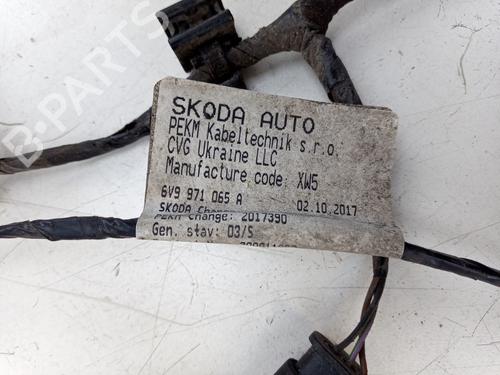 SKODA AUTO
PEKM Kabeltechnik s.r.o.
CVG Ukraine LLC
Manufacture code: XW5
6V9 971 065 A 02.10.2017
SKODA
PEKM Change: 2017390
Gen. stav: 03/S
B-PARTS